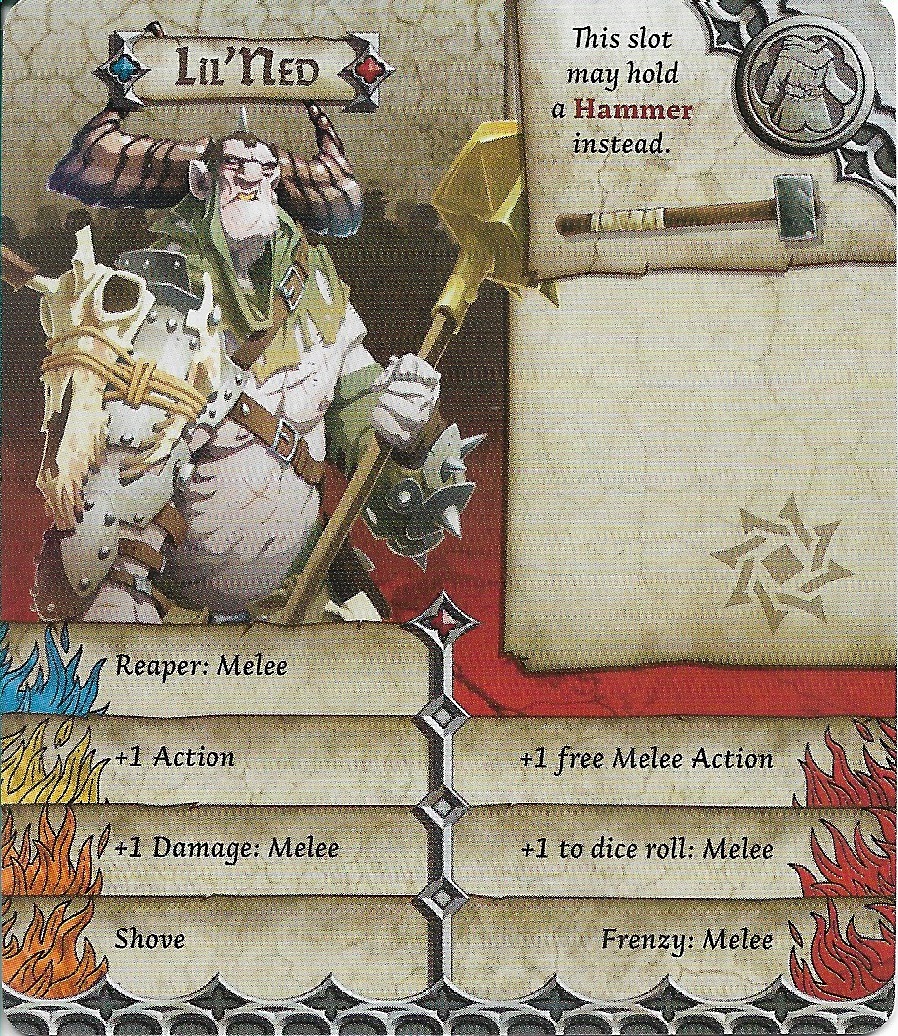 Lil'Ned
This slot
may hold
a Hammer
instead.
Reaper: Melee
+1 Action
+1 free Melee Action
+1 Damage: Melee
+1 to dice roll: Melee
Shove
Frenzy: Melee